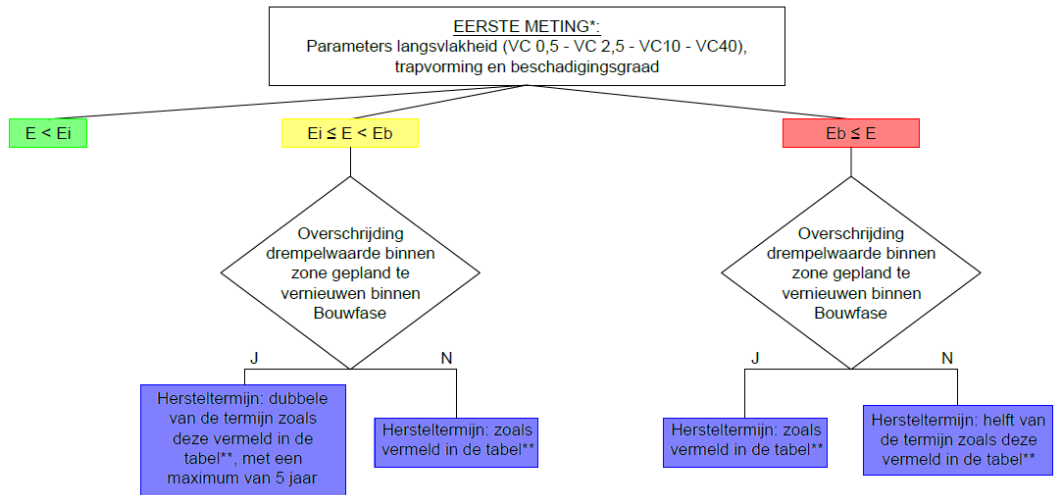 EERSTE METING*:
Parameters langsvlakheid (VC 0,5 - VC 2,5 - VC10 - VC40),
trapvorming en beschadigingsgraad
E < Ei
Ei ≤ E < Eb
Eb ≤ E
Overschrijding
drempelwaarde binnen
zone gepland te
vernieuwen binnen
Bouwfase
Overschrijding
drempelwaarde binnen
zone gepland te
vernieuwen binnen
Bouwfase
J
N
J
N
Hersteltermijn: dubbele
van de termijn zoals
deze vermeld in de
tabel**, met een
maximum van 5 jaar
Hersteltermijn: zoals
vermeld in de tabel**
Hersteltermijn: zoals
vermeld in de tabel**
Hersteltermijn: helft van
de termijn zoals deze
vermeld in de tabel**